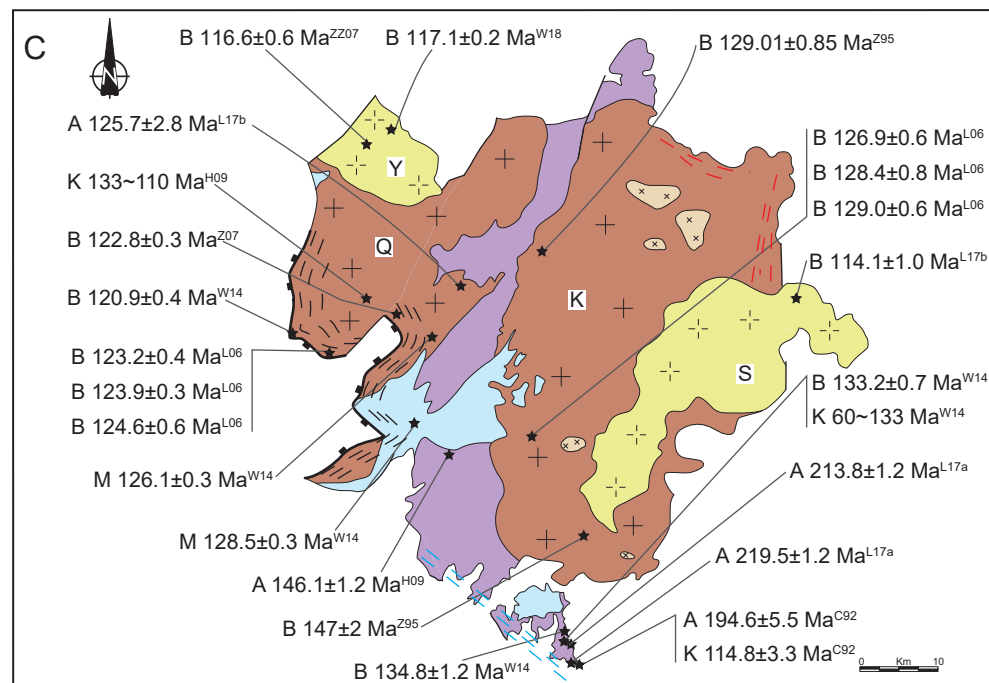 C
N
B 116.6±0.6 Ma^ZZ07
B 117.1±0.2 Ma^W18
B 129.01±0.85 Ma^Z95
A 125.7±2.8 Ma^L17b
K 133~110 Ma^H09
B 122.8±0.3 Ma^Z07
B 120.9±0.4 Ma^W14
B 123.2±0.4 Ma^L06
B 123.9±0.3 Ma^L06
B 124.6±0.6 Ma^L06
M 126.1±0.3 Ma^W14
M 128.5±0.3 Ma^W14
A 146.1±1.2 Ma^H09
B 147±2 Ma^Z95
B 134.8±1.2 Ma^W14
Y
Q
K
S
B 126.9±0.6 Ma^L06
B 128.4±0.8 Ma^L06
B 129.0±0.6 Ma^L06
B 114.1±1.0 Ma^L17b
B 133.2±0.7 Ma^W14
K 60~133 Ma^W14
A 213.8±1.2 Ma^L17a
A 219.5±1.2 Ma^L17a
A 194.6±5.5 Ma^C92
K 114.8±3.3 Ma^C92
0 Km 10